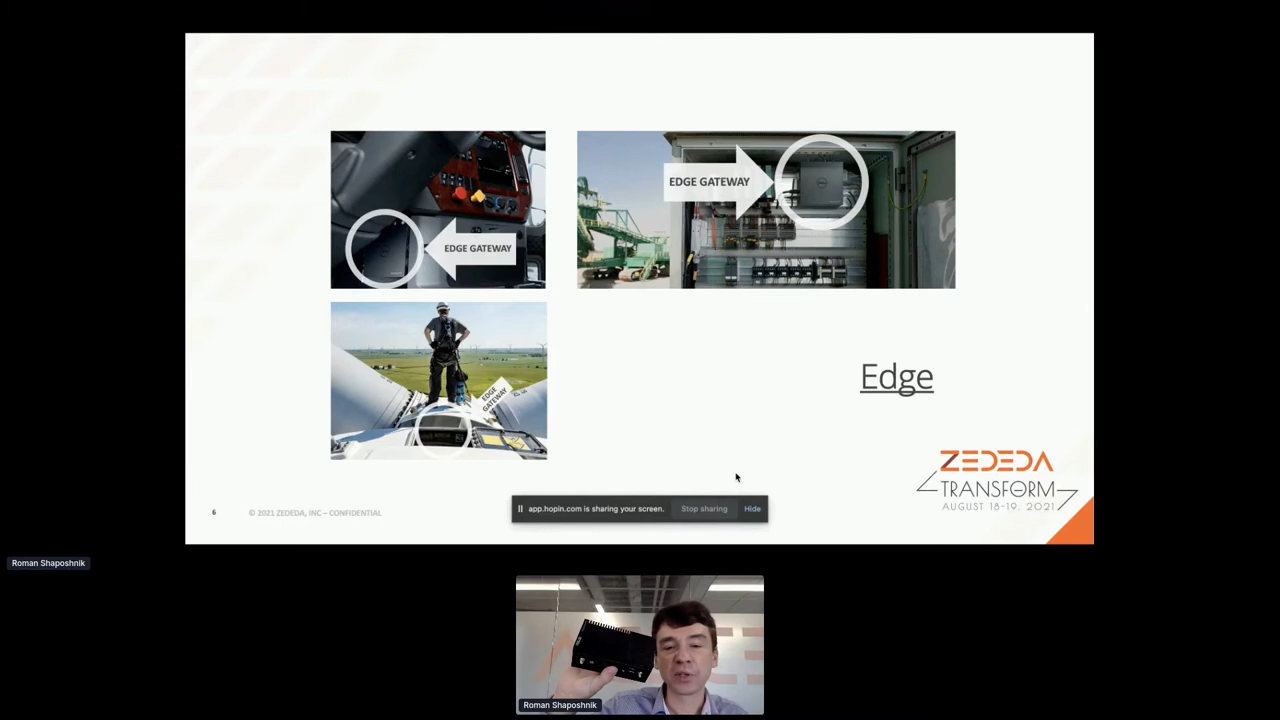 EDGE GATEWAY
EDGE GATEWAY
EDGE
GATEWAY
Edge
ZEDEDA
TRANSFORM
AUGUST 18-19, 2021
6
© 2021 ZEDEDA, INC – CONFIDENTIAL
app.hopin.com is sharing your screen.
Stop sharing
Hide
Roman Shaposhnik
Roman Shaposhnik